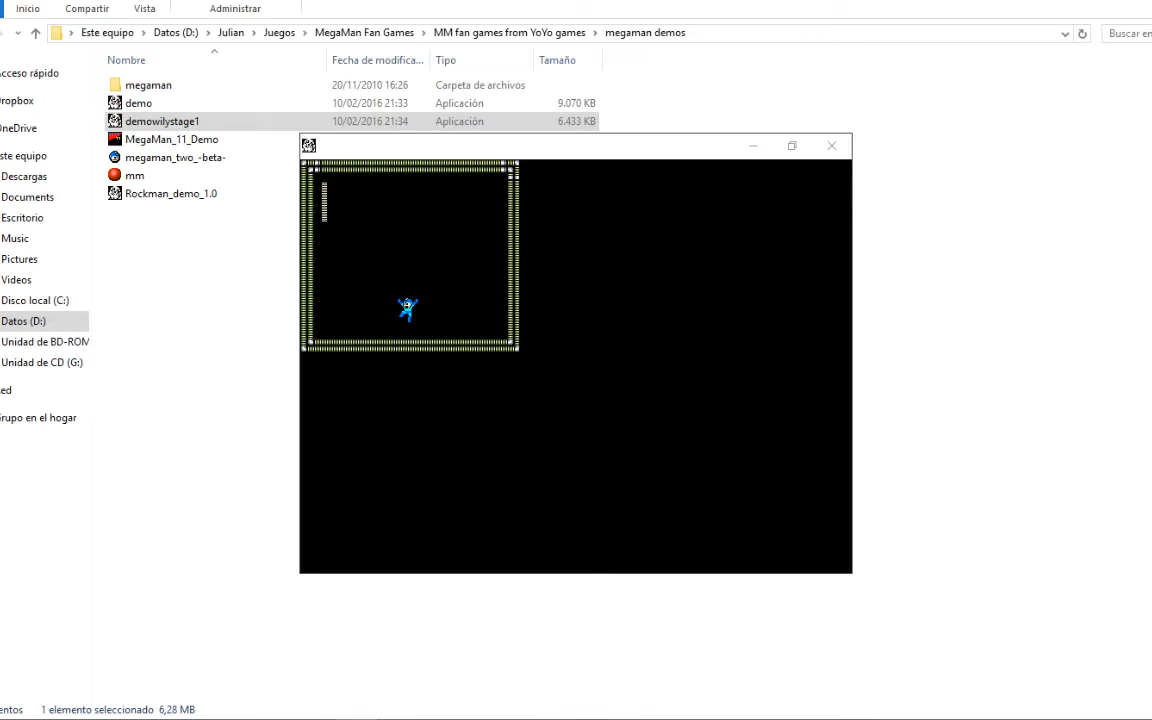 Inicio Compartir Vista Administrar
Este equipo Datos (D:) Julian Juegos MegaMan Fan Games MM fan games from YoYo games megaman demos Buscar en
Nombre Fecha de modifica... Tipo Tamaño
megaman 20/11/2010 16:26 Carpeta de archivos
demo 10/02/2016 21:33 Aplicación 9.070 KB
demowilystage1 10/02/2016 21:34 Aplicación 6.433 KB
MegaMan_11_Demo
megaman_two_-beta-
mm
Rockman_demo_1.0
cceso rápido
ropbox
neDrive
ste equipo
Descargas
Documents
Escritorio
Music
Pictures
Videos
Disco local (C:)
Datos (D:)
Unidad de BD-ROM
Unidad de CD (G:)
ed
rupo en el hogar
entos 1 elemento seleccionado 6,28 MB